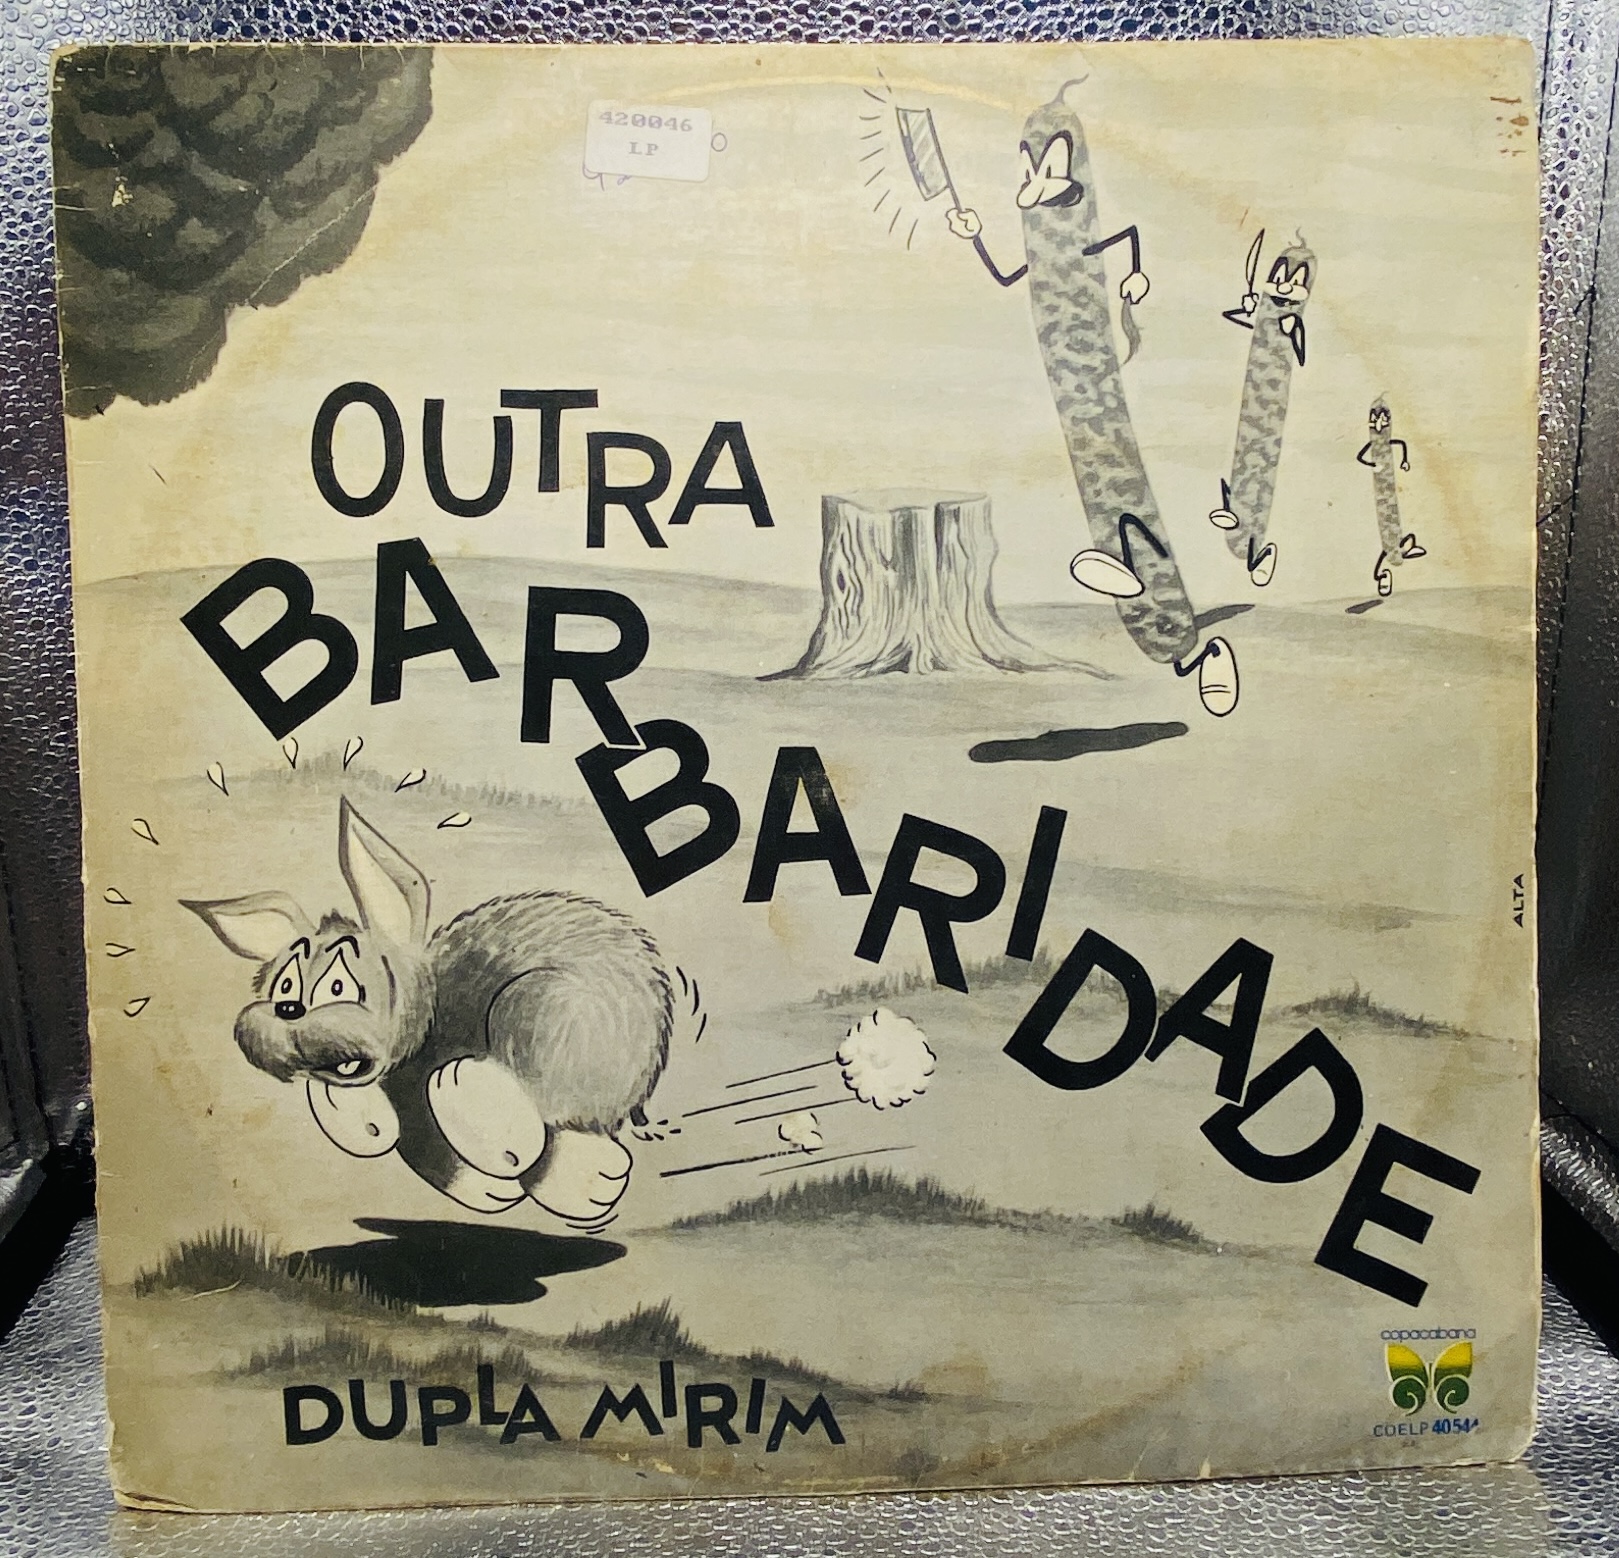 420046
LP
OUTRA
BARBARIDADE
ALTA
DUPLA MIRIM
copacabana
COELP 40544